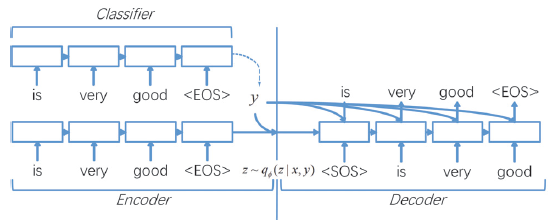 Classifier
is very good <EOS>
y
is very good <EOS>
is very good <EOS>
z ~ q_ϕ(z | x, y)
<SOS> is very good
Encoder
Decoder